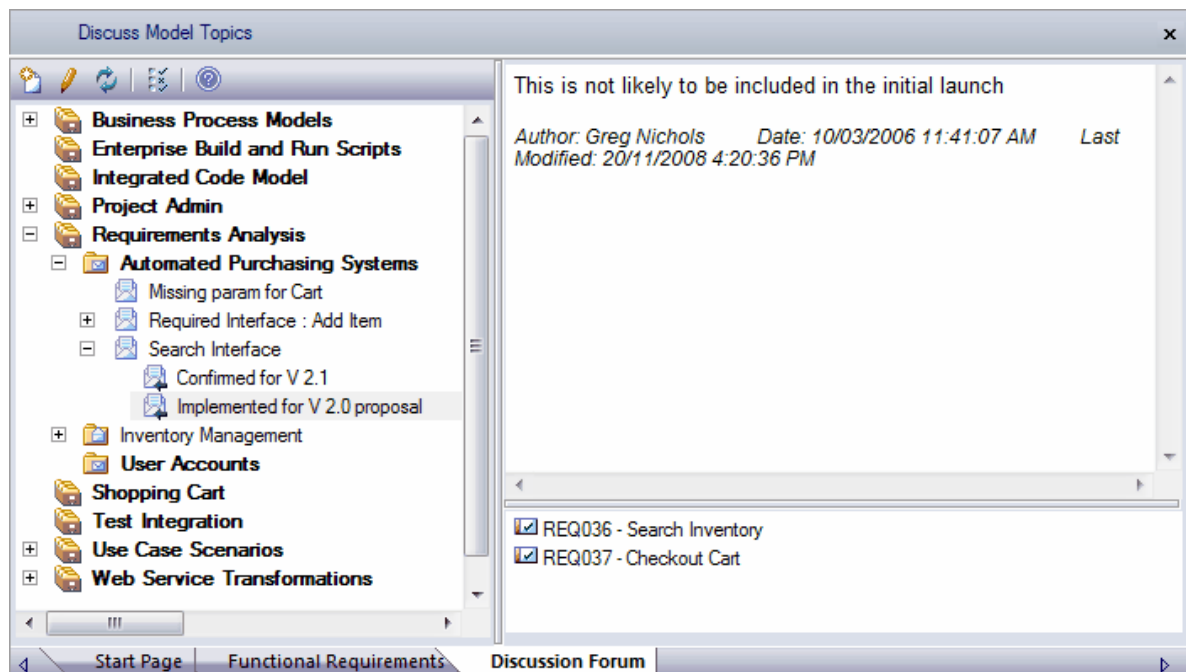 Discuss Model Topics
Business Process Models
Enterprise Build and Run Scripts
Integrated Code Model
Project Admin
Requirements Analysis
Automated Purchasing Systems
Missing param for Cart
Required Interface : Add Item
Search Interface
Confirmed for V 2.1
Implemented for V 2.0 proposal
Inventory Management
User Accounts
Shopping Cart
Test Integration
Use Case Scenarios
Web Service Transformations
This is not likely to be included in the initial launch
Author: Greg Nichols Date: 10/03/2006 11:41:07 AM Last
Modified: 20/11/2008 4:20:36 PM
REQ036 - Search Inventory
REQ037 - Checkout Cart
Start Page Functional Requirements Discussion Forum